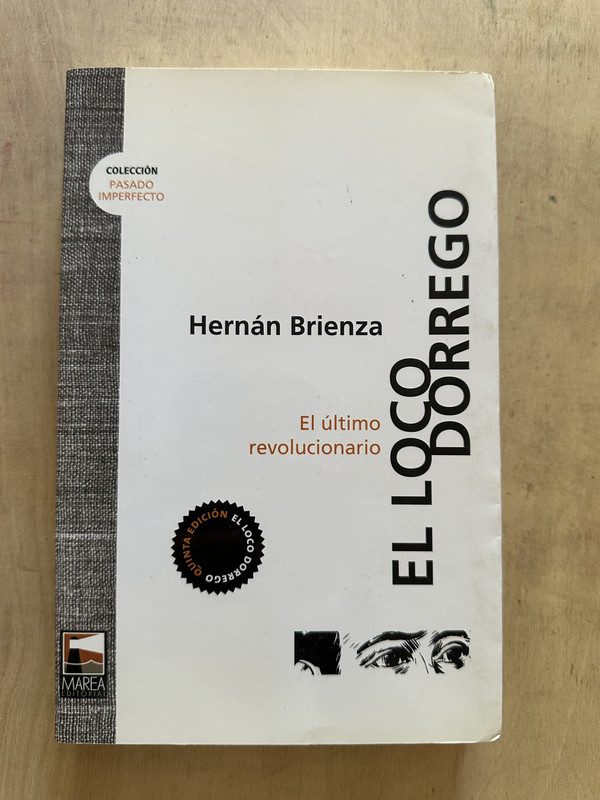 COLECCIÓN
PASADO
IMPERFECTO
Hernán Brienza
EL LOCO
DORREGO
El último
revolucionario
QUINTA EDICIÓN EL LOCO DORREGO
MAREA
EDITORIAL